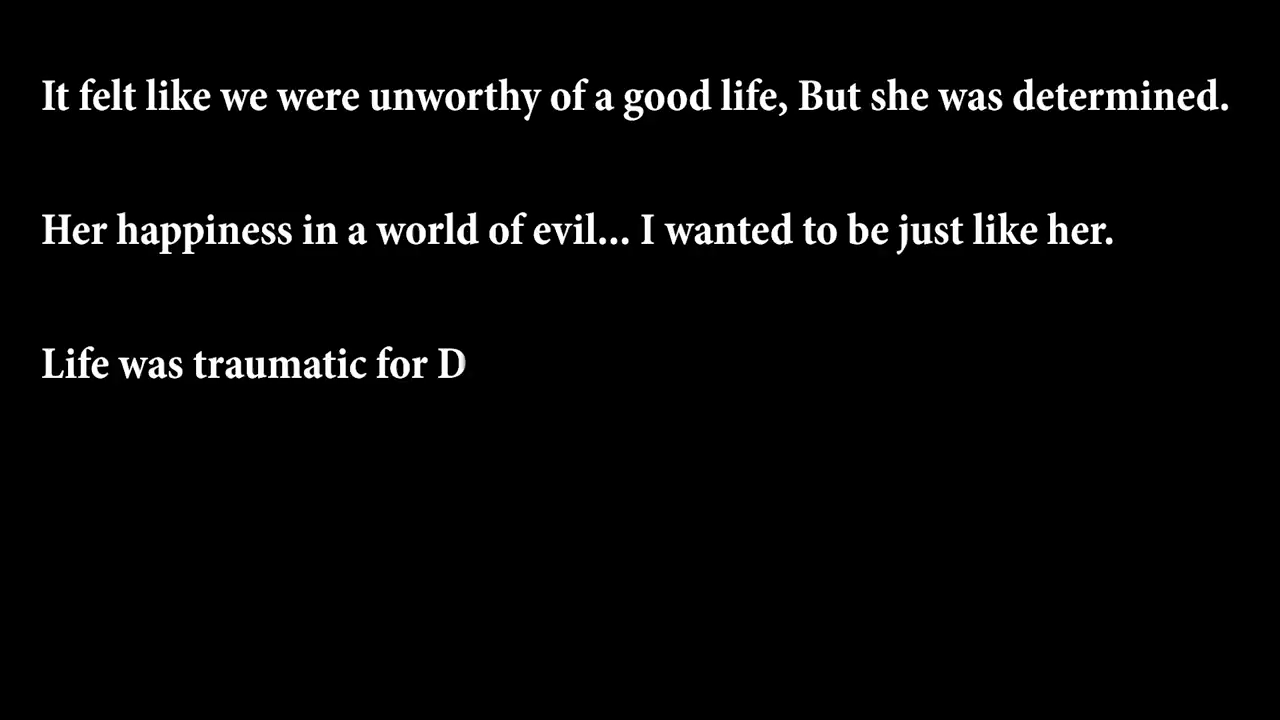 It felt like we were unworthy of a good life, But she was determined.
Her happiness in a world of evil... I wanted to be just like her.
Life was traumatic for D